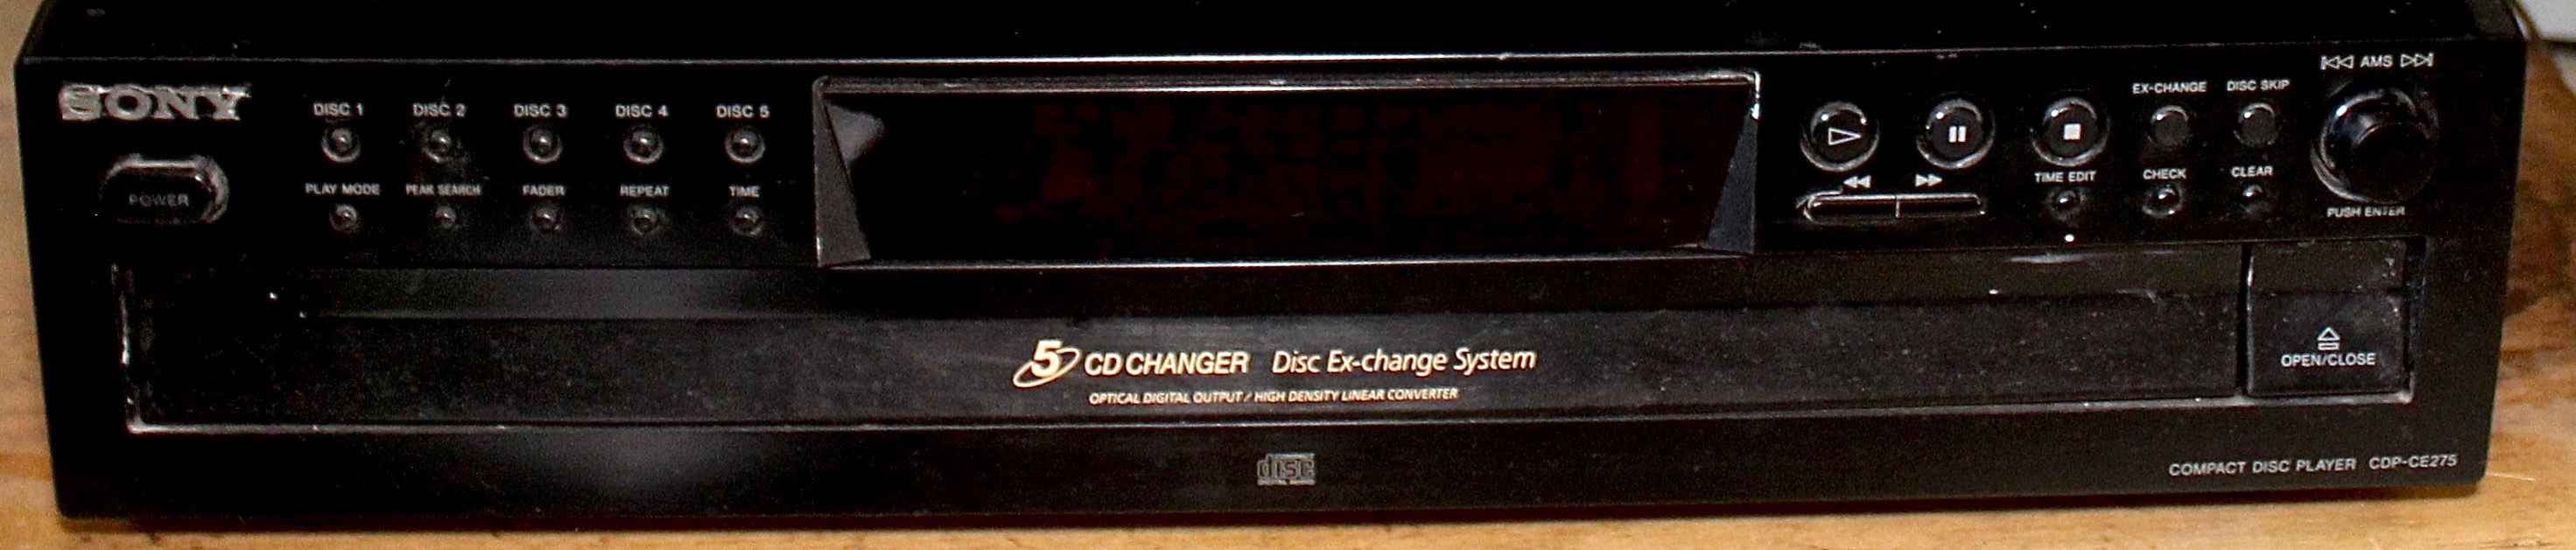 SONY
DISC 1 DISC 2 DISC 3 DISC 4 DISC 5
POWER
PLAY MODE PEAK SEARCH FADER REPEAT TIME
AMS
EX-CHANGE DISC SKIP
TIME EDIT CHECK CLEAR
PUSH ENTER
OPEN/CLOSE
5 CD CHANGER Disc Ex-change System
OPTICAL DIGITAL OUTPUT / HIGH DENSITY LINEAR CONVERTER
disc
DIGITAL AUDIO
COMPACT DISC PLAYER CDP-CE275